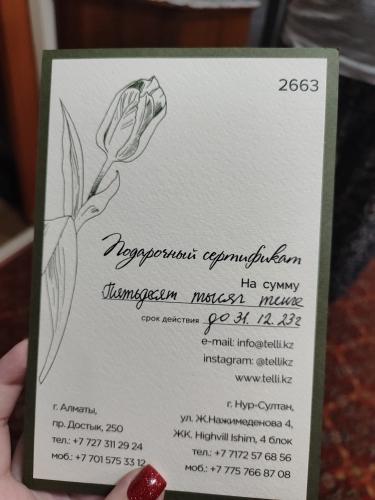 2663
Подарочный сертификат
На сумму
Пятьдесят тысяч тенге
срок действия до 31.12.23г
e-mail: info@telli.kz
instagram: @tellikz
www.telli.kz
г. Алматы,
пр. Достык, 250
тел.: +7 727 311 29 24
моб.: +7 701 575 33 12
г. Нур-Султан,
ул. Ж.Нажимеденова 4,
ЖК. Highvill Ishim, 4 блок
тел.: +7 7172 57 68 56
моб.: +7 775 766 87 08